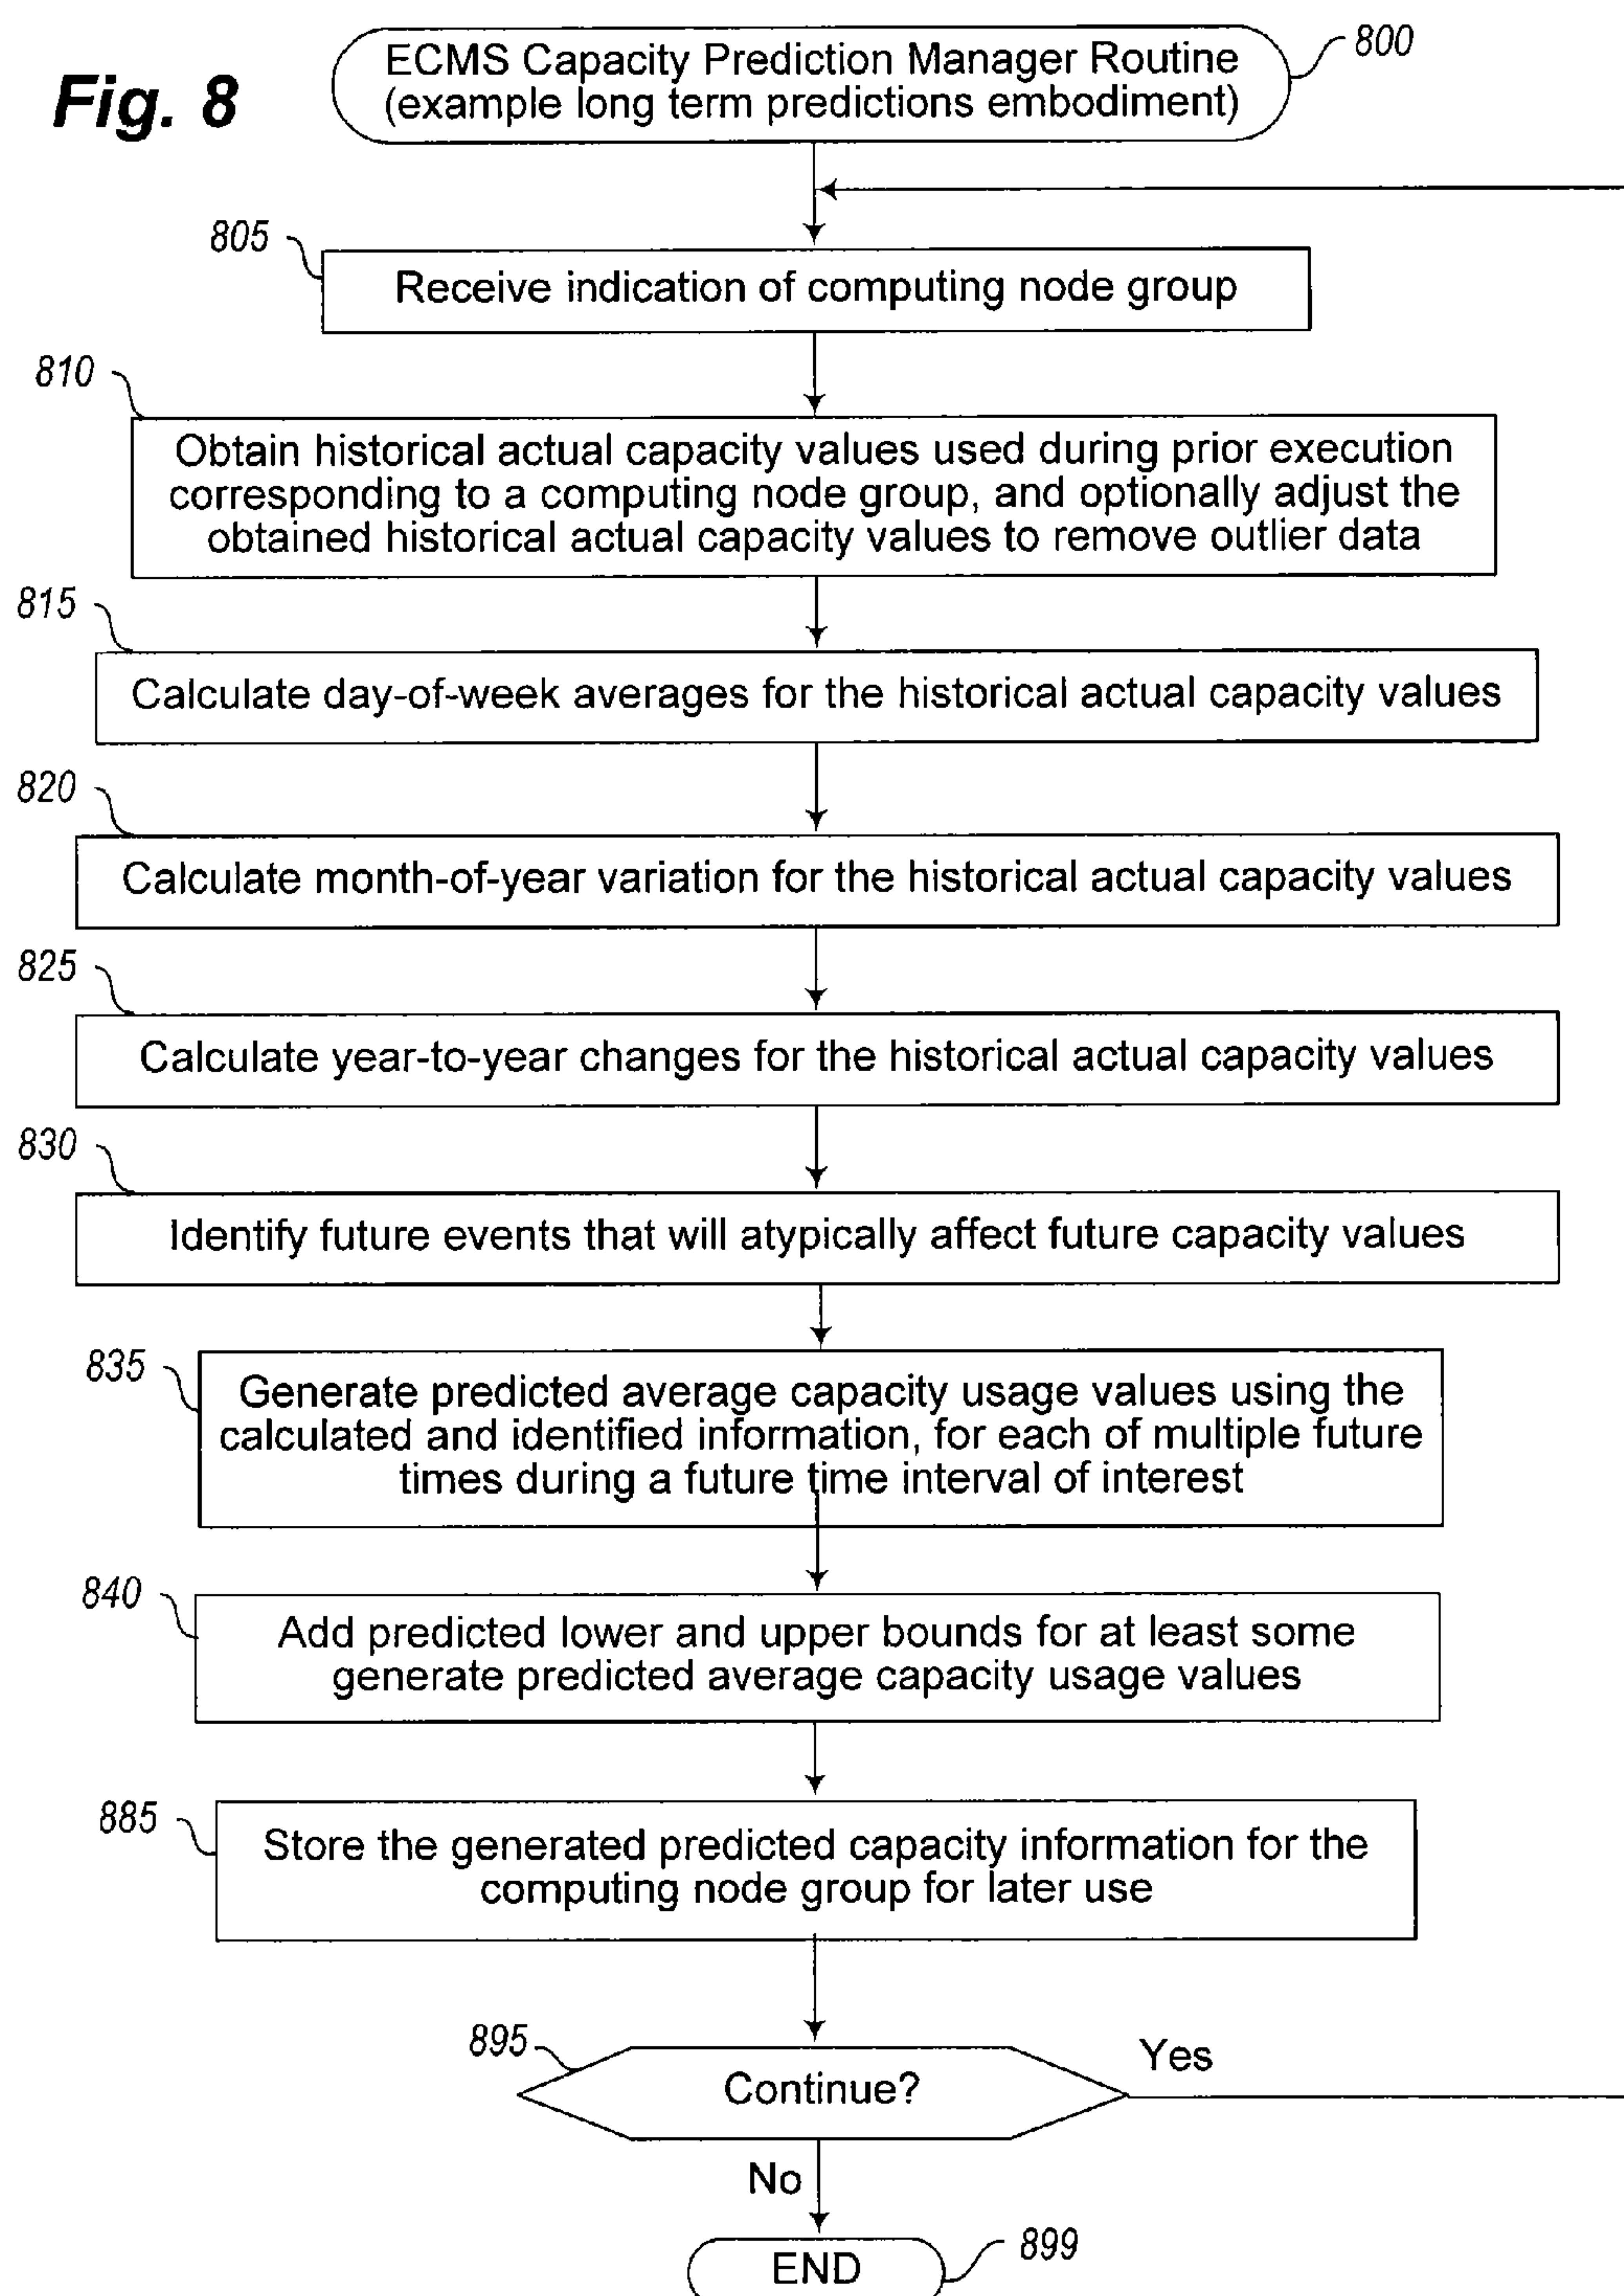 Fig. 8
ECMS Capacity Prediction Manager Routine
(example long term predictions embodiment)
800
805
Receive indication of computing node group
810
Obtain historical actual capacity values used during prior execution
corresponding to a computing node group, and optionally adjust the
obtained historical actual capacity values to remove outlier data
815
Calculate day-of-week averages for the historical actual capacity values
820
Calculate month-of-year variation for the historical actual capacity values
825
Calculate year-to-year changes for the historical actual capacity values
830
Identify future events that will atypically affect future capacity values
835
Generate predicted average capacity usage values using the
calculated and identified information, for each of multiple future
times during a future time interval of interest
840
Add predicted lower and upper bounds for at least some
generate predicted average capacity usage values
885
Store the generated predicted capacity information for the
computing node group for later use
895
Continue?
Yes
No
END
899